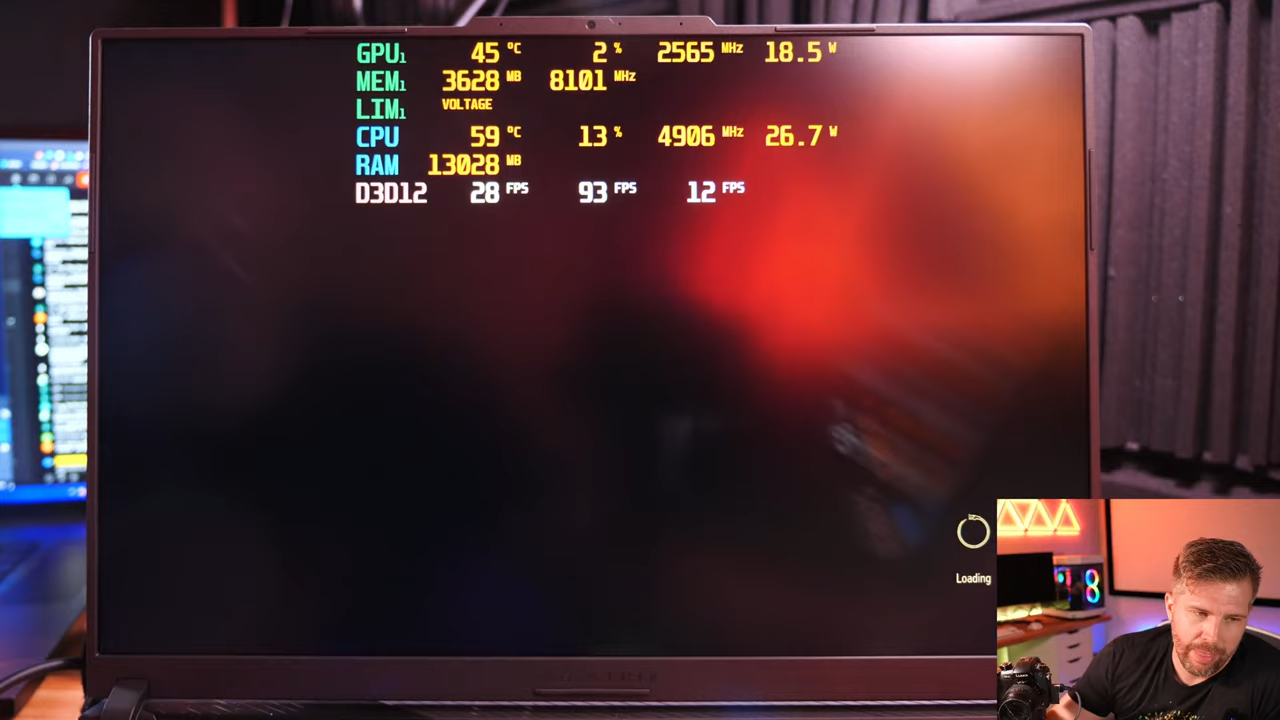 GPU1 45 °C 2 % 2565 MHz 18.5 W
MEM1 3628 MB 8101 MHz
LIM1 VOLTAGE
CPU 59 °C 13 % 4906 MHz 26.7 W
RAM 13028 MB
D3D12 28 FPS 93 FPS 12 FPS
Loading